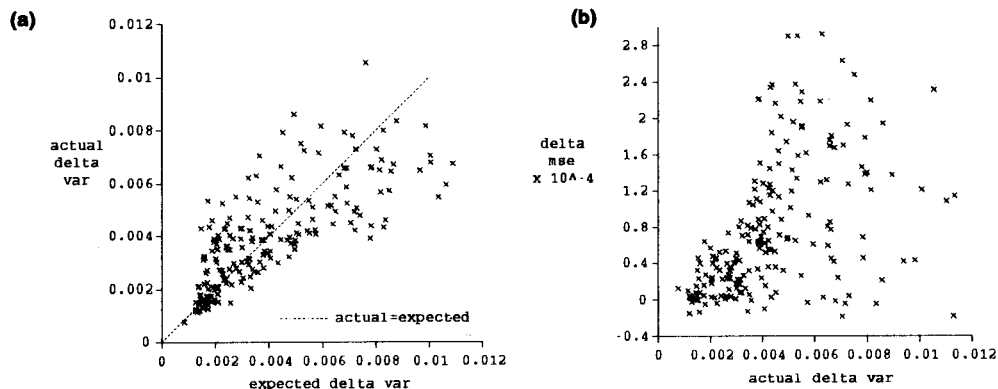 (a)
0.012
0.01
0.008
actual
delta
var
0.006
0.004
0.002
0
actual=expected
0 0.002 0.004 0.006 0.008 0.01 0.012
expected delta var
(b)
2.8
2.4
2
delta
mse
x 10^-4
1.6
1.2
0.8
0.4
0
-0.4
0 0.002 0.004 0.006 0.008 0.01 0.012
actual delta var